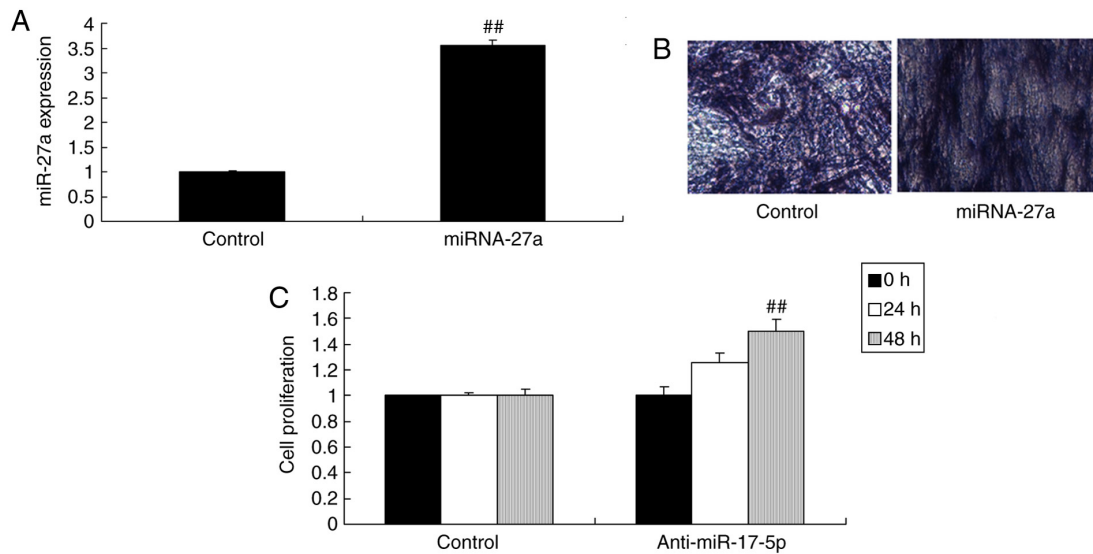 A
miR-27a expression
4
3.5
3
2.5
2
1.5
1
0.5
0
##
Control
miRNA-27a
B
Control
miRNA-27a
C
Cell proliferation
1.8
1.6
1.4
1.2
1
0.8
0.6
0.4
0.2
0
##
Control
Anti-miR-17-5p
0 h
24 h
48 h